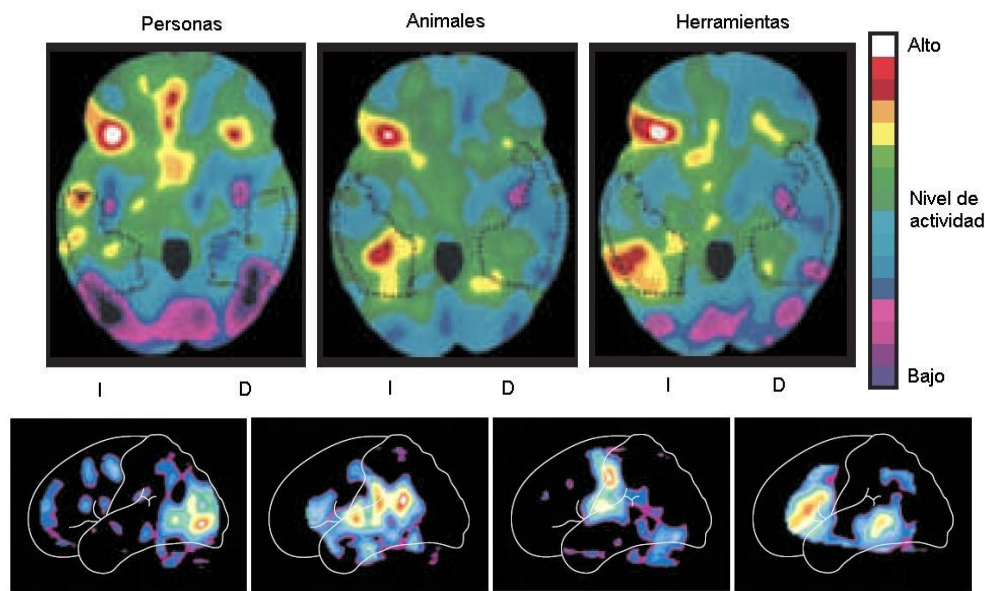 Personas
Animales
Herramientas
Alto
Nivel de
actividad
Bajo
I
D
I
D
I
D